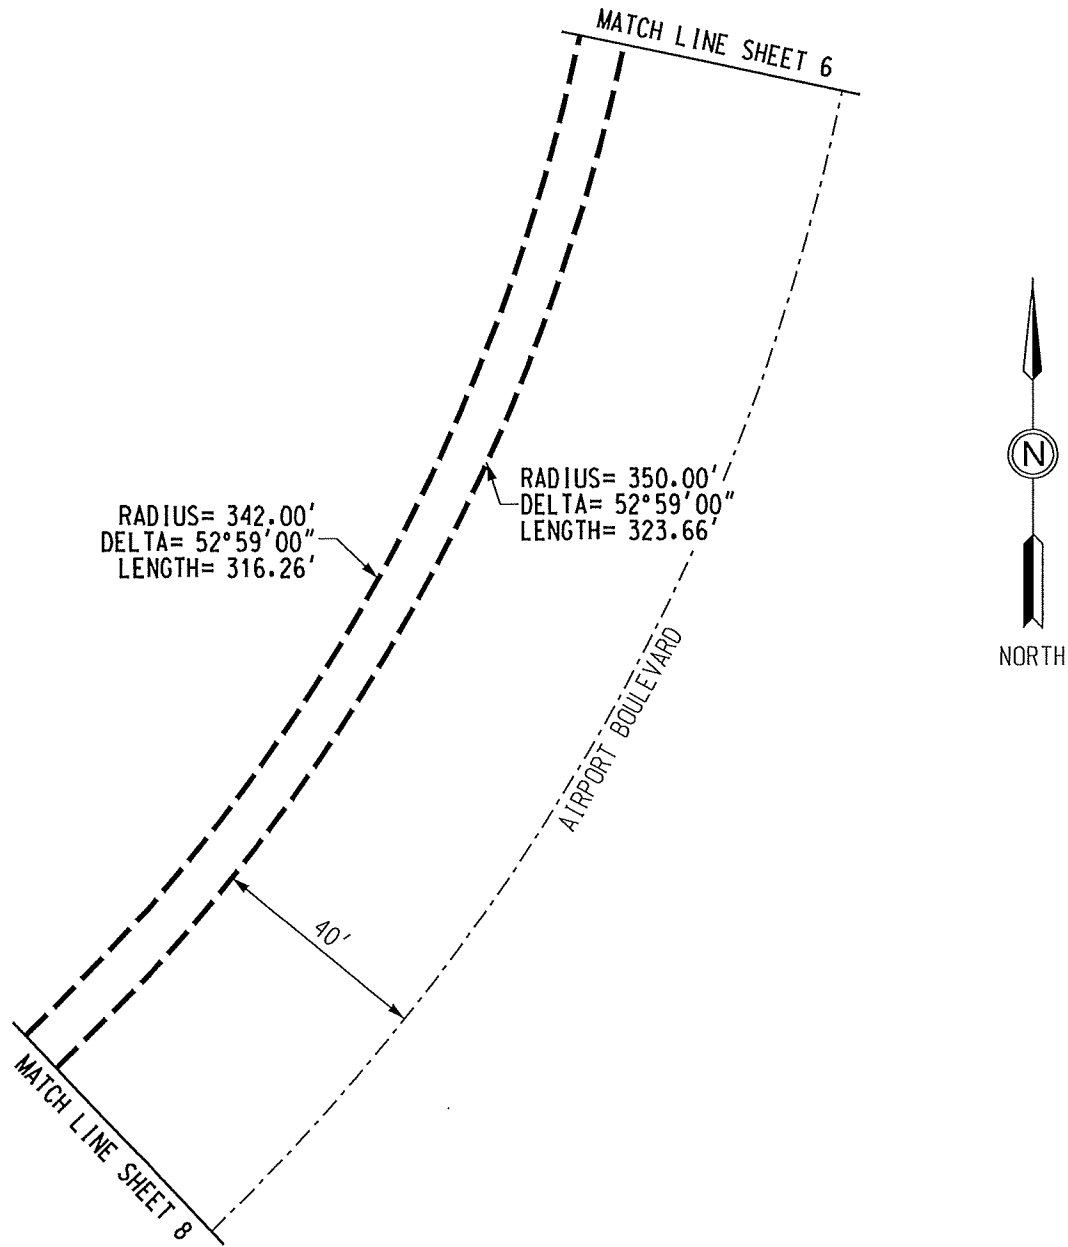 MATCH LINE SHEET 6
RADIUS= 350.00'
DELTA= 52°59'00"
LENGTH= 323.66'
RADIUS= 342.00'
DELTA= 52°59'00"
LENGTH= 316.26'
N
NORTH
AIRPORT BOULEVARD
40'
MATCH LINE SHEET 8